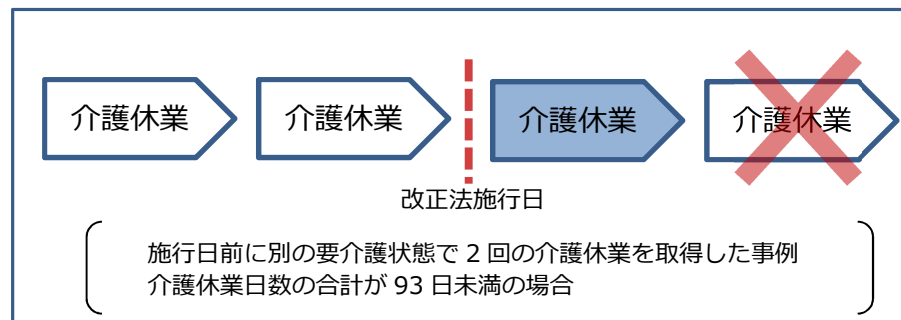 介護休業 介護休業 介護休業 介護休業
改正法施行日
施行日前に別の要介護状態で 2 回の介護休業を取得した事例
介護休業日数の合計が 93 日未満の場合